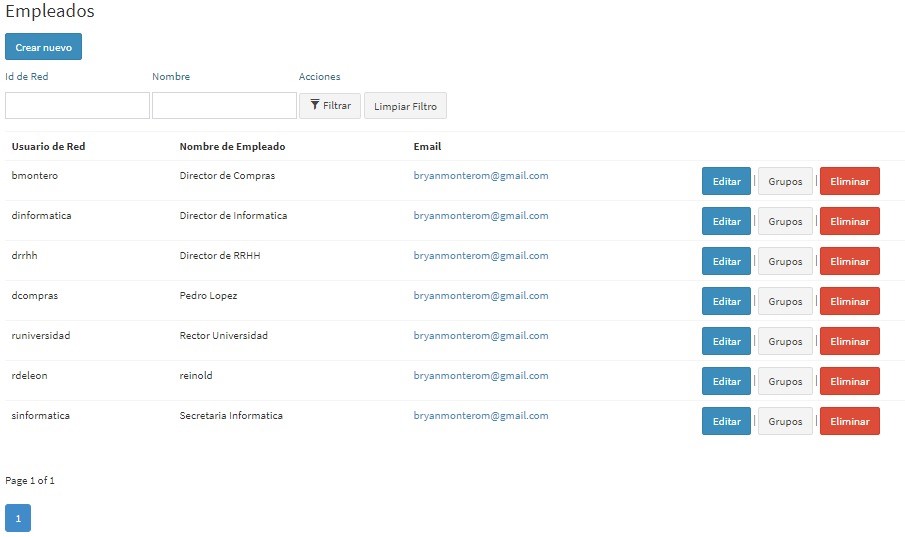 Empleados
Crear nuevo
Id de Red Nombre Acciones
Filtrar Limpiar Filtro
Usuario de Red Nombre de Empleado Email
bmontero Director de Compras bryanmonterom@gmail.com Editar | Grupos | Eliminar
dinformatica Director de Informatica bryanmonterom@gmail.com Editar | Grupos | Eliminar
drrhh Director de RRHH bryanmonterom@gmail.com Editar | Grupos | Eliminar
dcompras Pedro Lopez bryanmonterom@gmail.com Editar | Grupos | Eliminar
runiversidad Rector Universidad bryanmonterom@gmail.com Editar | Grupos | Eliminar
rdeleon reinold bryanmonterom@gmail.com Editar | Grupos | Eliminar
sinformatica Secretaria Informatica bryanmonterom@gmail.com Editar | Grupos | Eliminar
Page 1 of 1
1